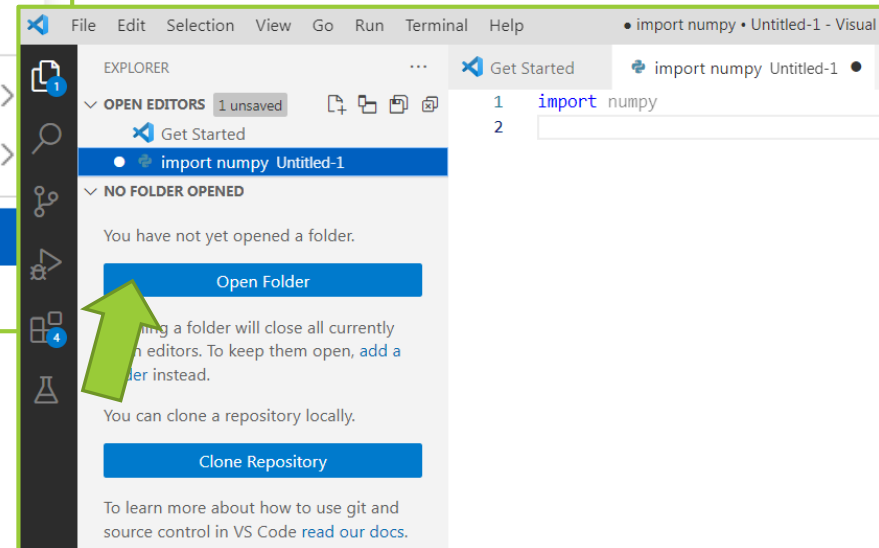 File Edit Selection View Go Run Terminal Help • import numpy • Untitled-1 - Visual
EXPLORER ...
OPEN EDITORS 1 unsaved
Get Started
import numpy Untitled-1
NO FOLDER OPENED
You have not yet opened a folder.
Open Folder
a folder will close all currently
editors. To keep them open, add a
instead.
You can clone a repository locally.
Clone Repository
To learn more about how to use git and
source control in VS Code read our docs.
1
4
Get Started import numpy Untitled-1
1 import numpy
2